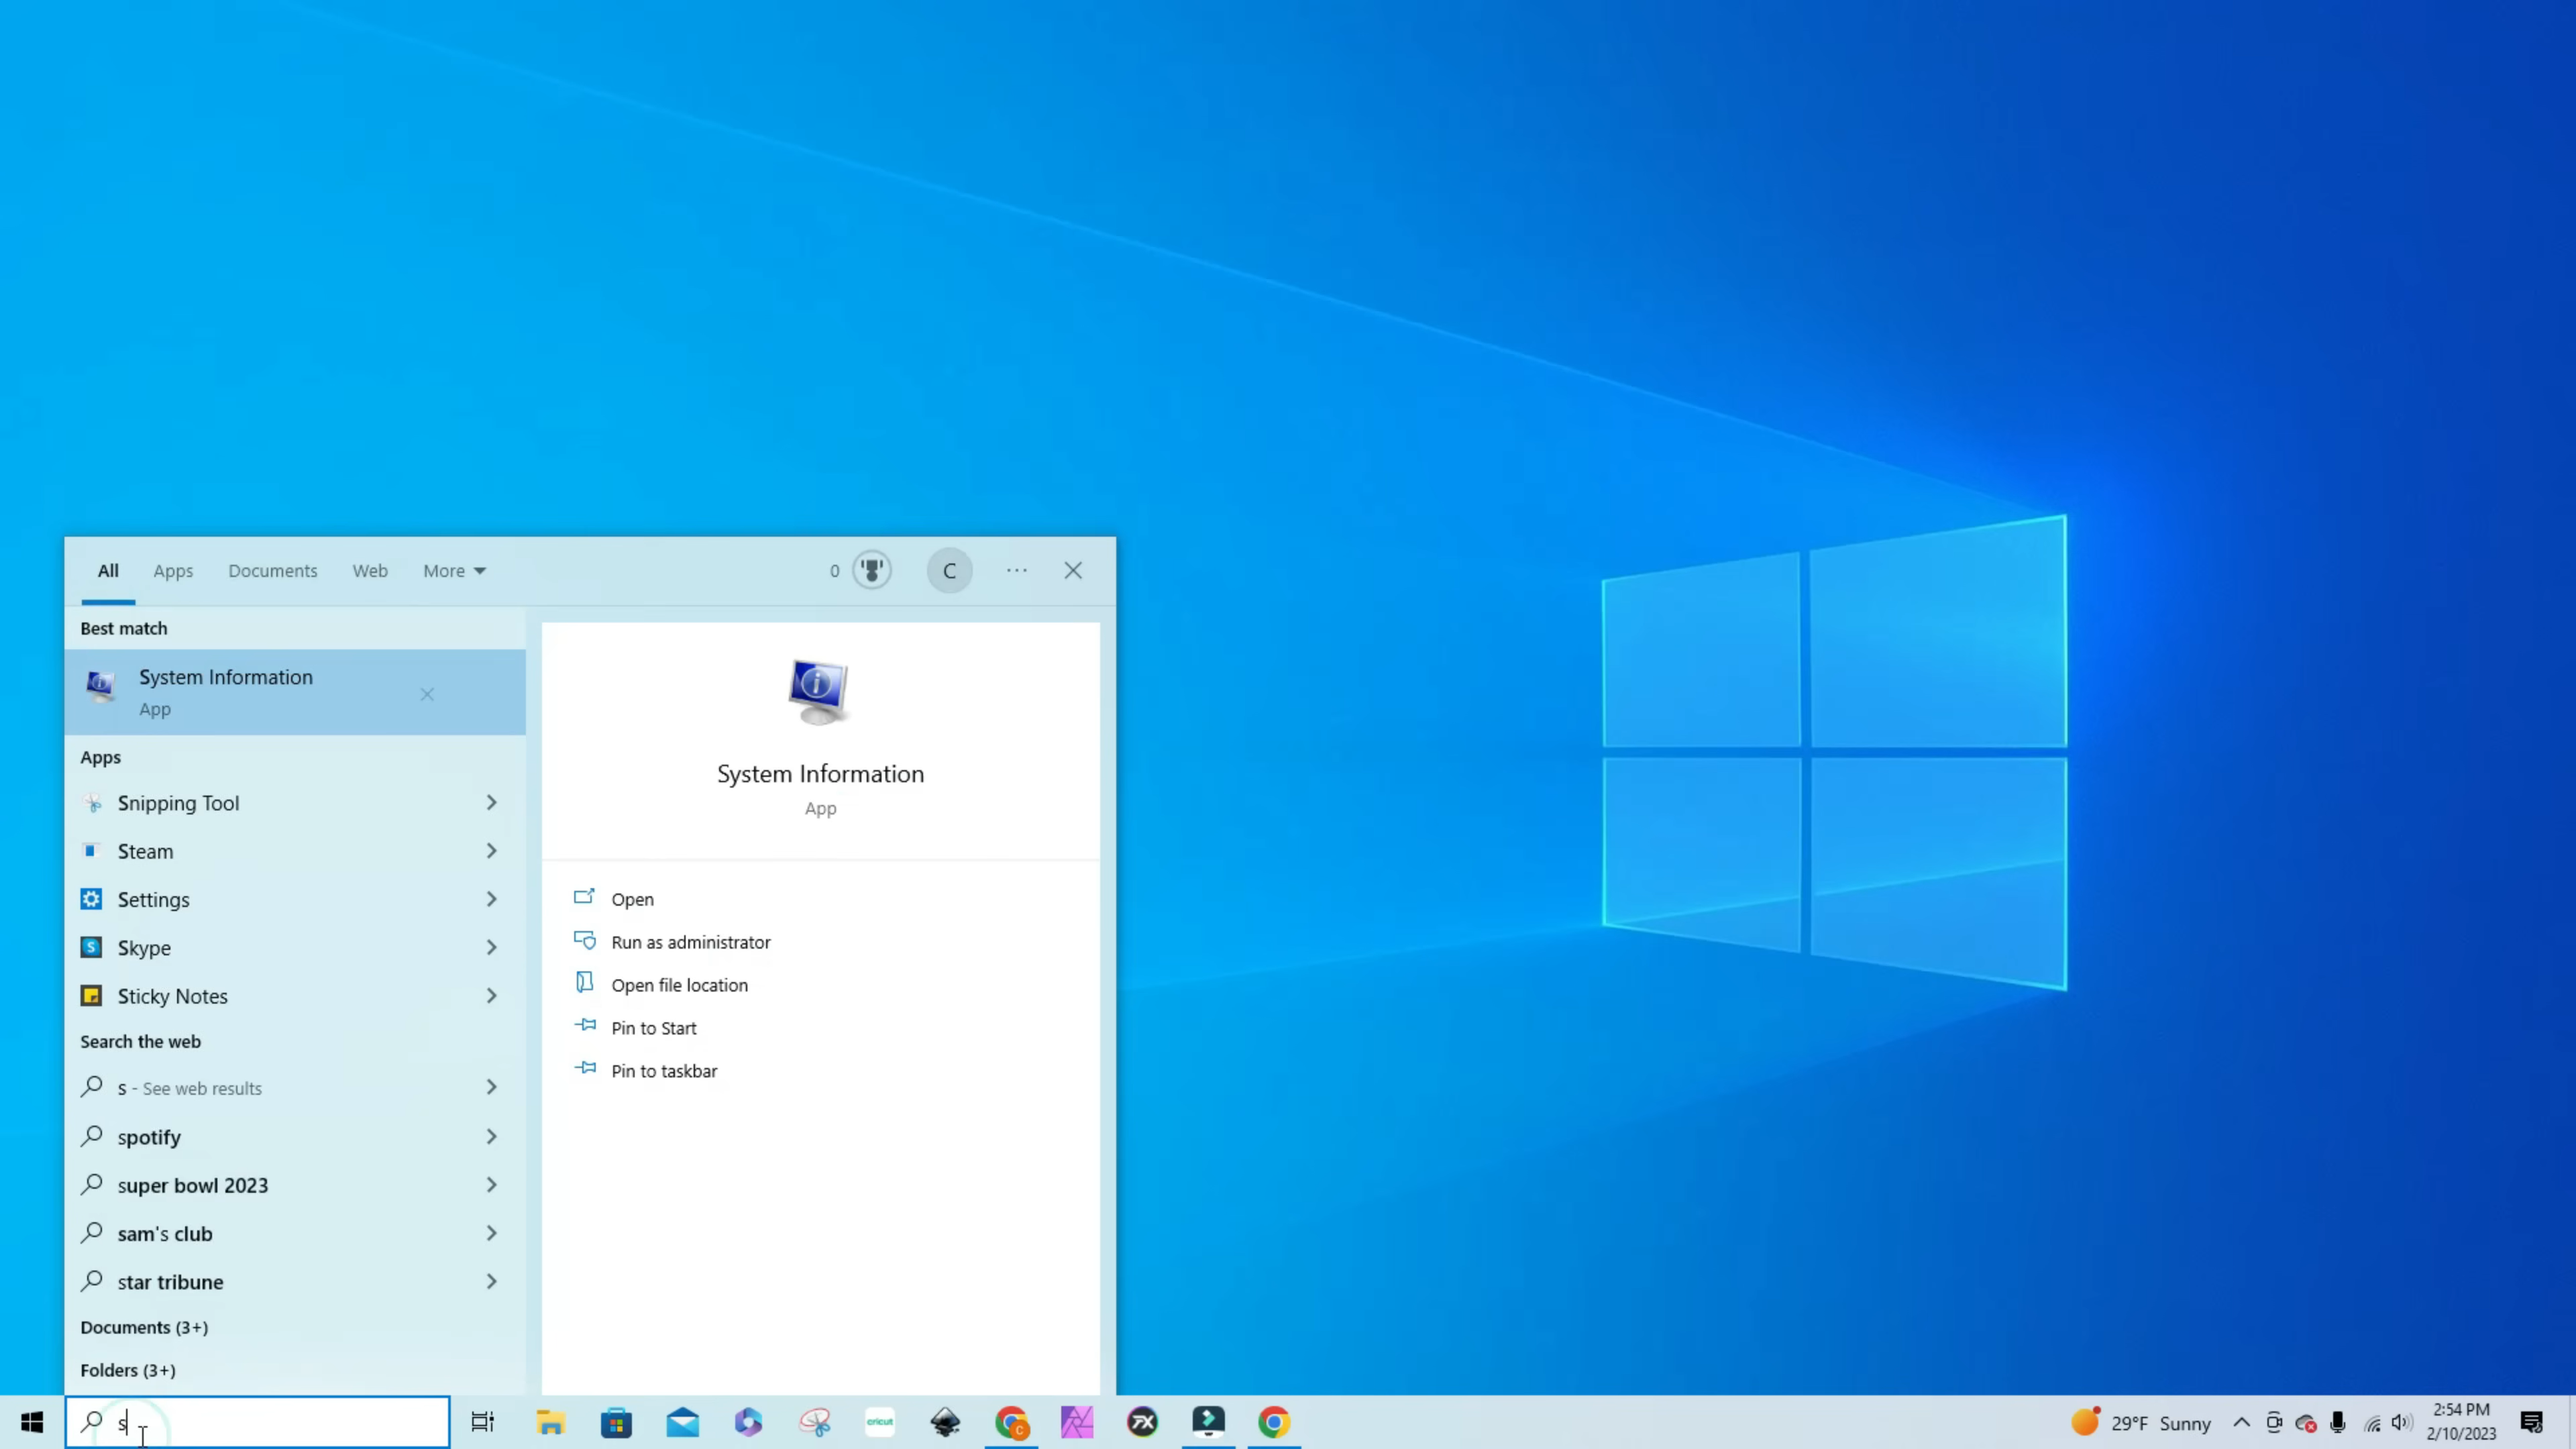 All Apps Documents Web More 0 C ···
Best match
System Information
App
Apps
Snipping Tool
Steam
Settings
Skype
Sticky Notes
Search the web
s - See web results
spotify
super bowl 2023
sam's club
star tribune
Documents (3+)
Folders (3+)
System Information
App
Open
Run as administrator
Open file location
Pin to Start
Pin to taskbar
s
cricut
C
FX
29°F Sunny
2:54 PM
2/10/2023